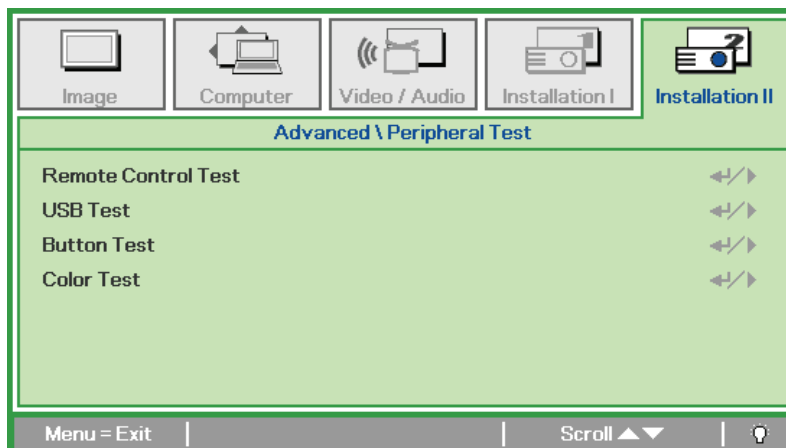 Image Computer Video / Audio Installation I Installation II
Advanced \ Peripheral Test
Remote Control Test
USB Test
Button Test
Color Test
Menu = Exit Scroll